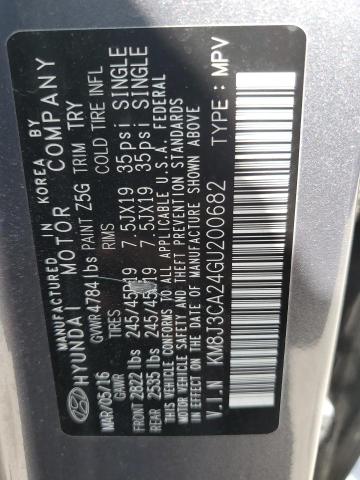 MANUFACTURED IN KOREA BY
HYUNDAI MOTOR COMPANY
MAR/05/16 GVWR 4784 lbs PAINT Z5G TRIM TRY
GAWR TIRES RIMS COLD TIRE INFL
FRONT 2822 lbs 245/45R19 7.5JX19 35psi SINGLE
REAR 2535 lbs 245/45R19 7.5JX19 35psi SINGLE
THIS VEHICLE CONFORMS TO ALL APPLICABLE U.S.A. FEDERAL
MOTOR VEHICLE SAFETY, BUMPER, AND THEFT PREVENTION
STANDARDS IN EFFECT ON THE DATE OF MANUFACTURE SHOWN ABOVE.
V.I.N KM8J3CA24GU200682 TYPE : MPV